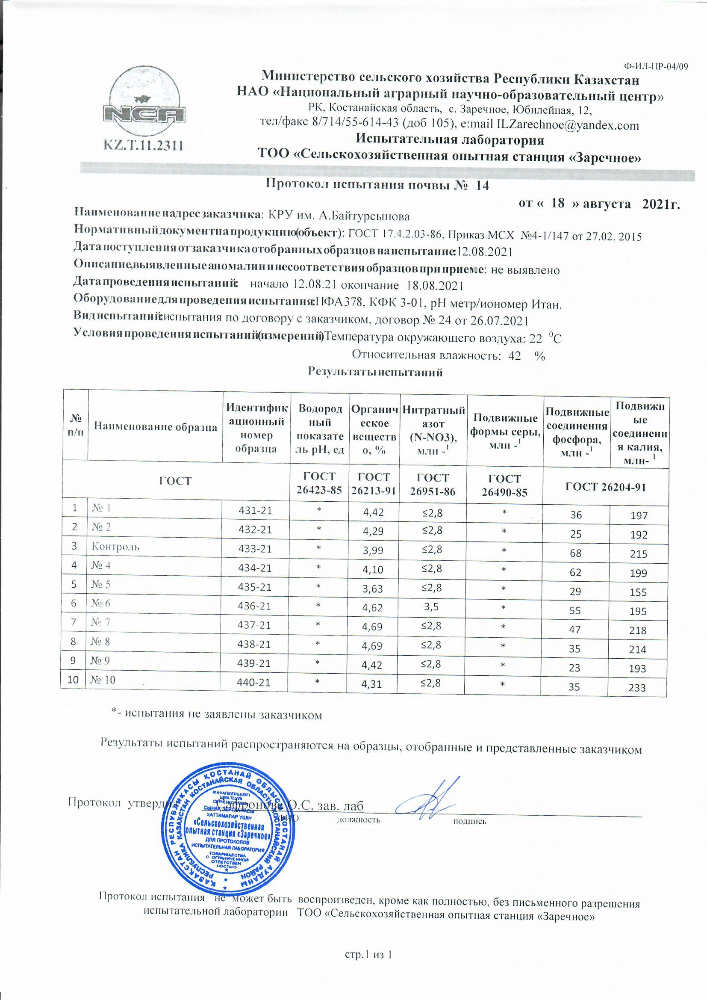 Ф-ИЛ-ПР-04/09
Министерство сельского хозяйства Республики Казахстан
НАО «Национальный аграрный научно-образовательный центр»
РК, Костанайская область, с. Заречное, Юбилейная, 12,
тел/факс 8/714/55-614-43 (доб 105), e:mail ILZarechnoe@yandex.com
Испытательная лаборатория
ТОО «Сельскохозяйственная опытная станция «Заречное»
NCA
KZ.T.11.2311
Протокол испытания почвы № 14
от « 18 » августа 2021г.
Наименование и адрес заказчика: КРУ им. А.Байтурсынова
Нормативный документ на продукцию(объект): ГОСТ 17.4.2.03-86, Приказ МСХ №4-1/147 от 27.02. 2015
Дата поступления от заказчика отобранных образцов на испытание:12.08.2021
Описание,выявленные аномалии и несоответствия образцов при приеме: не выявлено
Дата проведения испытаний: начало 12.08.21 окончание 18.08.2021
Оборудование для проведения испытания:ПФА378, КФК 3-01, рН метр/иономер Итан.
Вид испытаний:испытания по договору с заказчиком, договор № 24 от 26.07.2021
Условия проведения испытаний(измерений)Температура окружающего воздуха: 22 ⁰С
Относительная влажность: 42 %
Результаты испытаний
№ п/п Наименование образца Идентификационный номер образца Водородный показатель рН, ед Органическое вещество, % Нитратный азот (N-NO3), млн -¹ Подвижные формы серы, млн -¹ Подвижные соединения фосфора, млн -¹ Подвижные соединения калия, млн- ¹
ГОСТ ГОСТ 26423-85 ГОСТ 26213-91 ГОСТ 26951-86 ГОСТ 26490-85 ГОСТ 26204-91
1 № 1 431-21 * 4,42 ≤2,8 * 36 197
2 № 2 432-21 * 4,29 ≤2,8 * 25 192
3 Контроль 433-21 * 3,99 ≤2,8 * 68 215
4 № 4 434-21 * 4,10 ≤2,8 * 62 199
5 № 5 435-21 * 3,63 ≤2,8 * 29 155
6 № 6 436-21 * 4,62 3,5 * 55 195
7 № 7 437-21 * 4,69 ≤2,8 * 47 218
8 № 8 438-21 * 4,69 ≤2,8 * 35 214
9 № 9 439-21 * 4,42 ≤2,8 * 23 193
10 № 10 440-21 * 4,31 ≤2,8 * 35 233
*- испытания не заявлены заказчиком
Результаты испытаний распространяются на образцы, отобранные и представленные заказчиком
Протокол утвердил Сафронова О.С. зав. лаб
ФИО должность подпись
ҚАЗАҚСТАН РЕСПУБЛИКАСЫ ҚОСТАНАЙ ОБЛЫСЫ ҚОСТАНАЙ АУДАНЫ
РЕСПУБЛИКА КАЗАХСТАН КОСТАНАЙСКАЯ ОБЛАСТЬ КОСТАНАЙСКИЙ РАЙОН
ЖАУАПКЕРШІЛІГІ
ШЕКТЕУЛІ
СЕРІКТЕСТІГІНІҢ
СЫНАҚ ЗЕРТХАНАСЫ
ХАТТАМАЛАР ҮШІН
«Сельскохозяйственная
опытная станция «Заречное»
ДЛЯ ПРОТОКОЛОВ
ИСПЫТАТЕЛЬНАЯ ЛАБОРАТОРИЯ
ТОВАРИЩЕСТВА
С ОГРАНИЧЕННОЙ
ОТВЕТСТВЕН
НОСТЬЮ
Протокол испытания не может быть воспроизведен, кроме как полностью, без письменного разрешения
испытательной лаборатории ТОО «Сельскохозяйственная опытная станция «Заречное»
стр.1 из 1